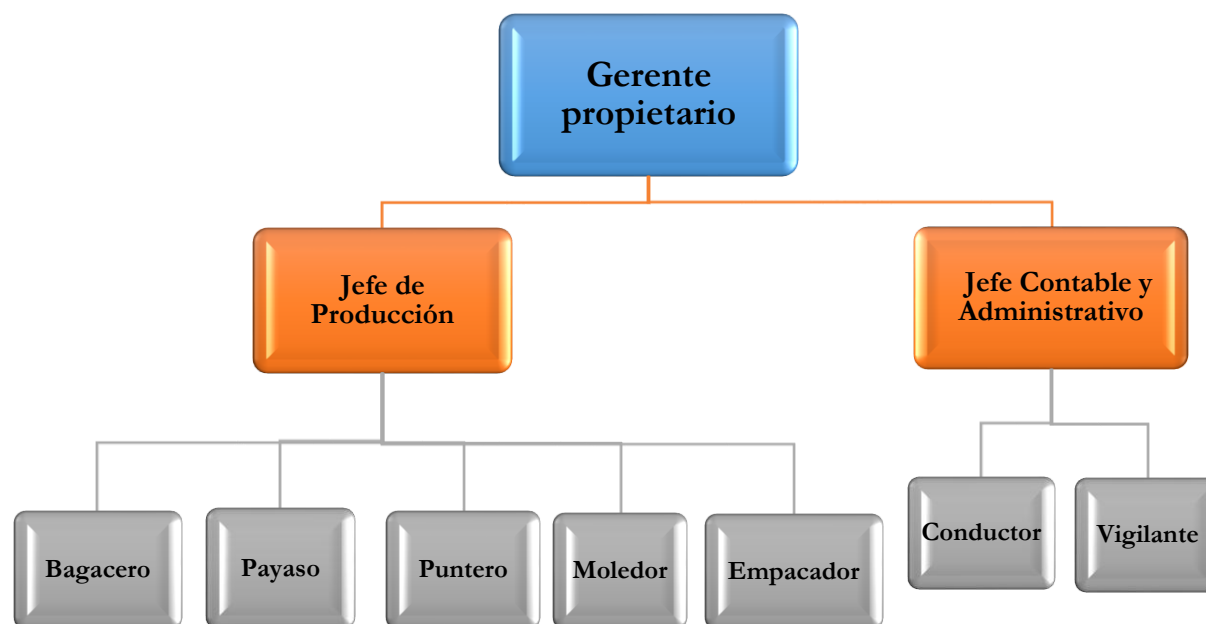 Gerente
propietario
Jefe de
Producción
Jefe Contable y
Administrativo
Bagacero
Payaso
Puntero
Moledor
Empacador
Conductor
Vigilante